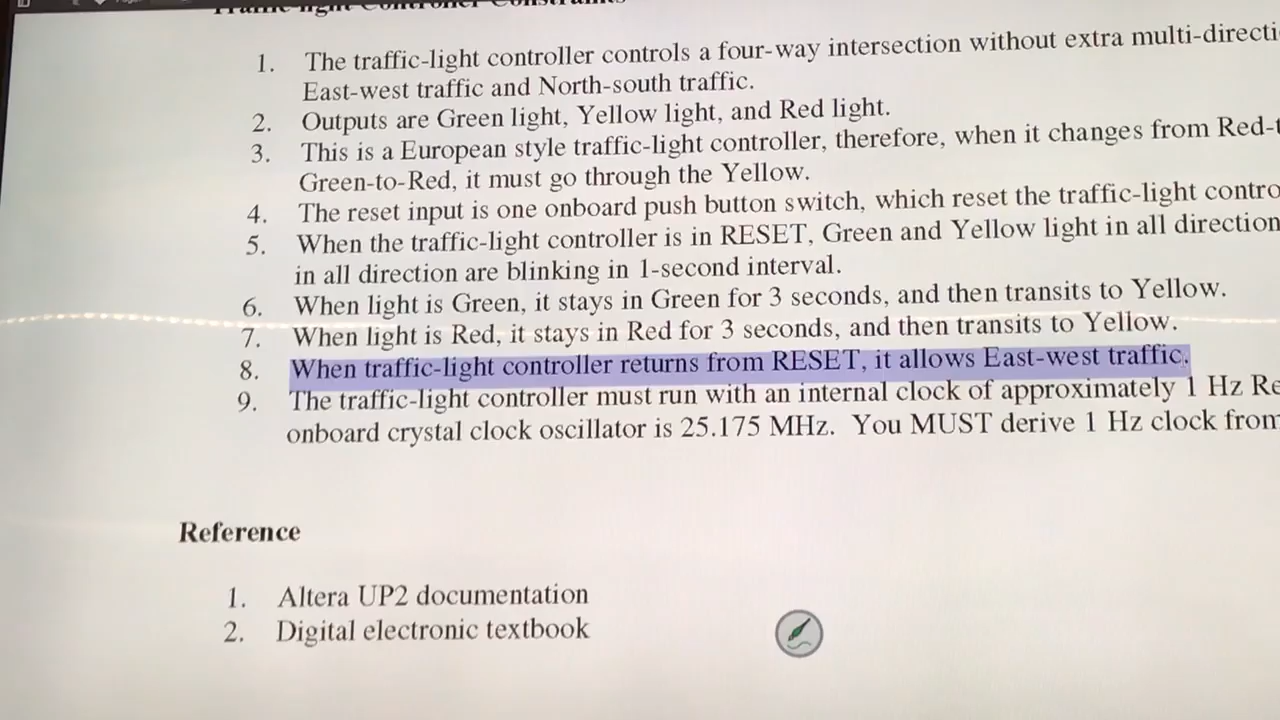 Traffic-light Controller Constraints
1. The traffic-light controller controls a four-way intersection without extra
East-west traffic and North-south traffic.
2. Outputs are Green light, Yellow light, and Red light.
3. This is a European style traffic-light controller, therefore, when it changes from
Green-to-Red, it must go through the Yellow.
4. The reset input is one onboard push button switch, which reset the traffic-light
5. When the traffic-light controller is in RESET, Green and Yellow light in all direction
in all direction are blinking in 1-second interval.
6. When light is Green, it stays in Green for 3 seconds, and then transits to Yellow.
7. When light is Red, it stays in Red for 3 seconds, and then transits to Yellow.
8. When traffic-light controller returns from RESET, it allows East-west traffic.
9. The traffic-light controller must run with an internal clock of approximately 1 Hz
onboard crystal clock oscillator is 25.175 MHz. You MUST derive 1 Hz clock from
Reference
1. Altera UP2 documentation
2. Digital electronic textbook